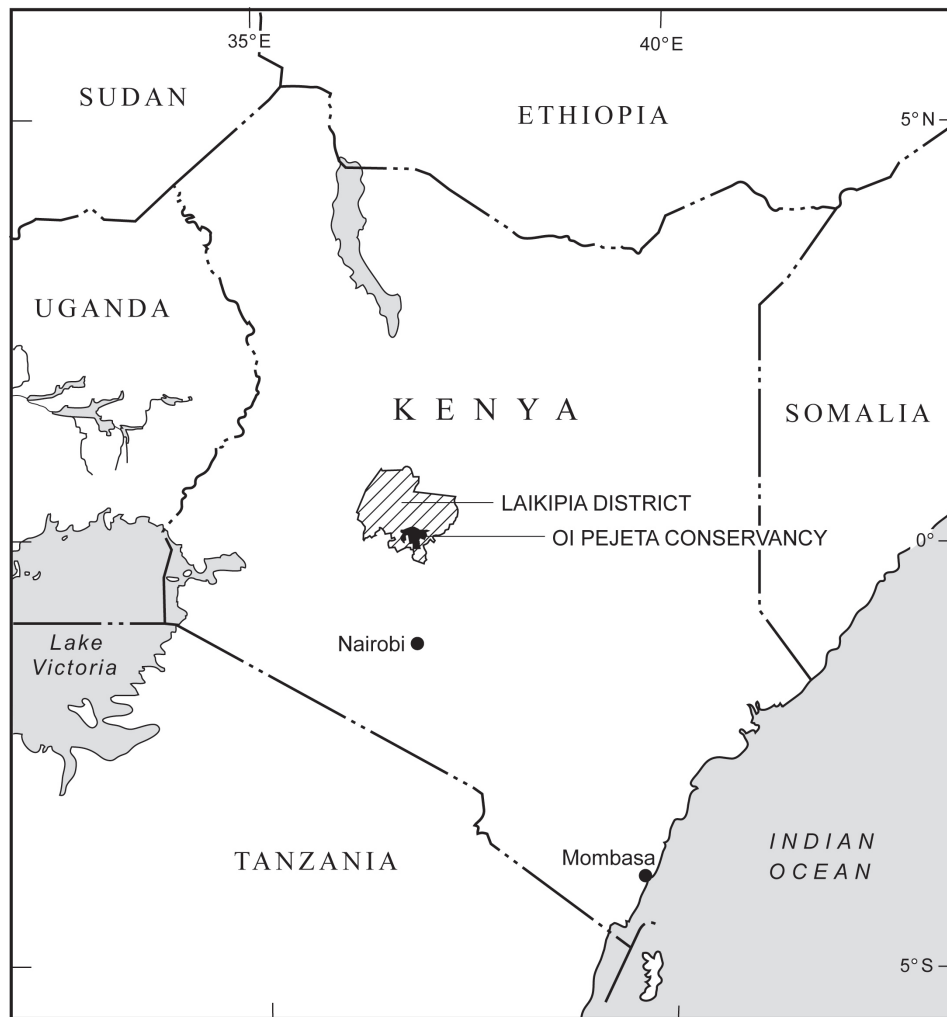 35°E
40°E
SUDAN
ETHIOPIA
5°N
UGANDA
KENYA
SOMALIA
LAIKIPIA DISTRICT
OI PEJETA CONSERVANCY
0°
Nairobi
Lake
Victoria
Mombasa
INDIAN
OCEAN
TANZANIA
5°S